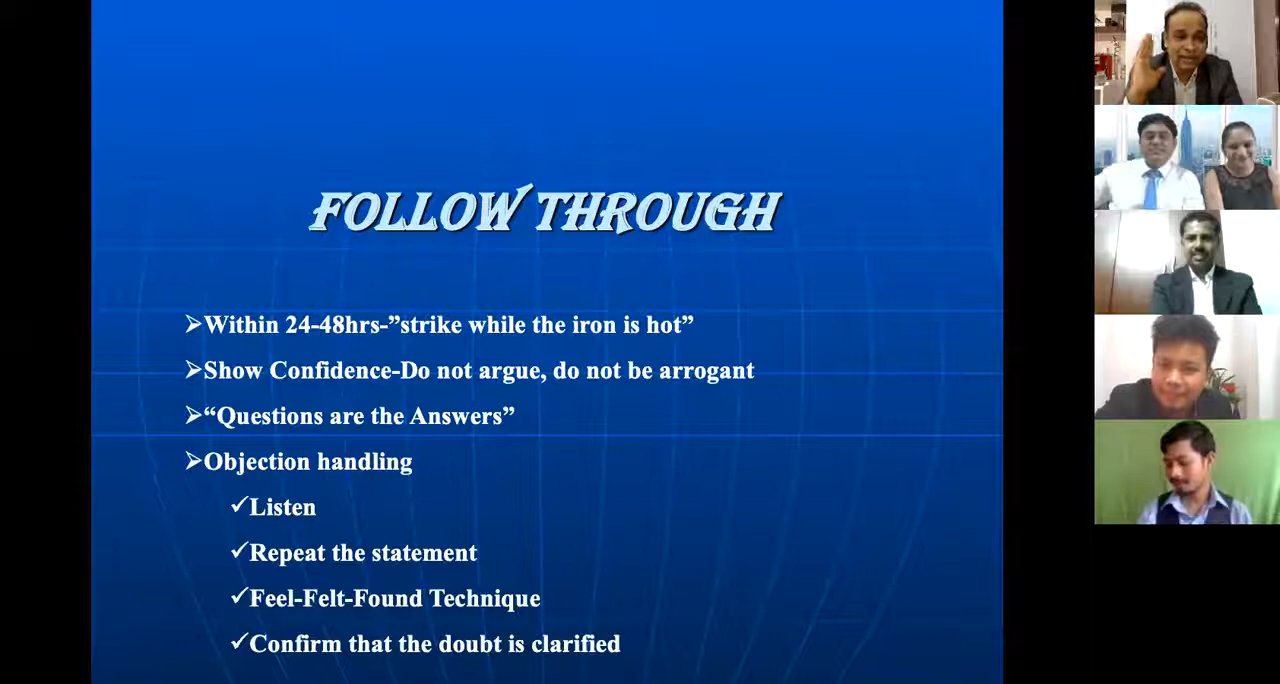 FOLLOW THROUGH
➢Within 24-48hrs-”strike while the iron is hot”
➢Show Confidence-Do not argue, do not be arrogant
➢“Questions are the Answers”
➢Objection handling
✓Listen
✓Repeat the statement
✓Feel-Felt-Found Technique
✓Confirm that the doubt is clarified